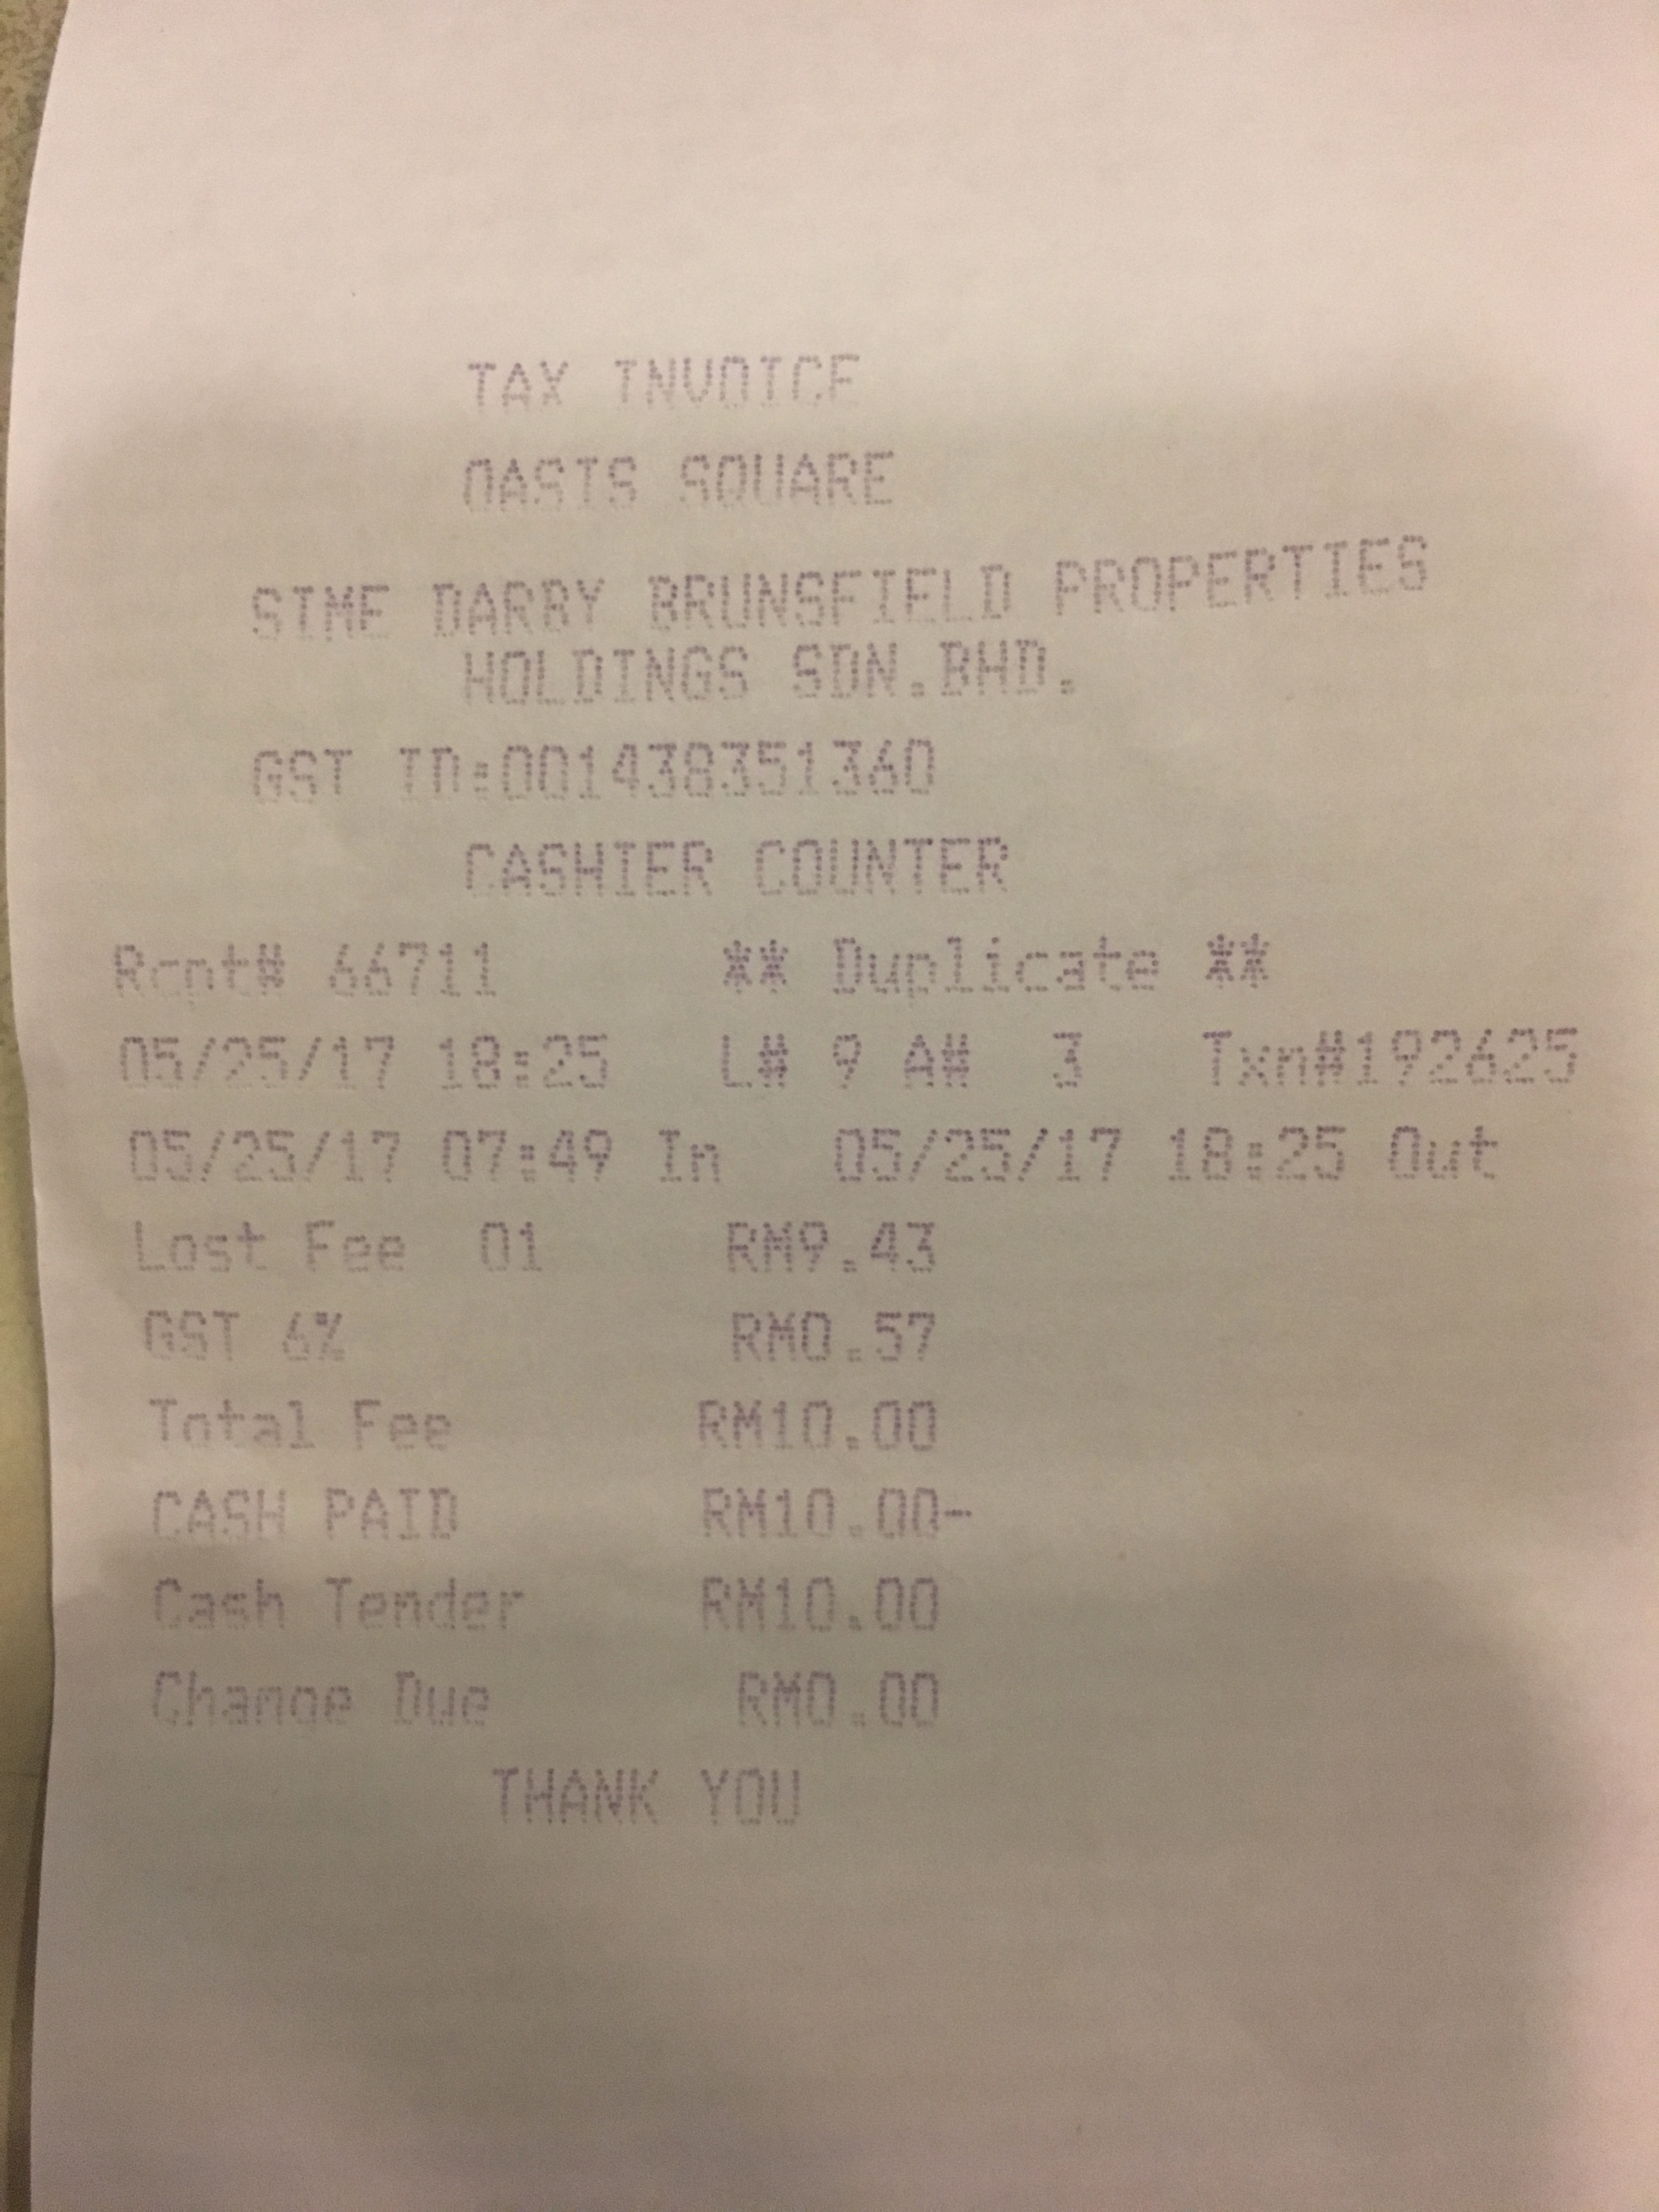 TAX INVOICE
OASIS SQUARE
SIME DARBY BRUNSFIELD PROPERTIES
HOLDINGS SDN.BHD.
GST ID:001438351360
CASHIER COUNTER
Rcpt# 66711 ** Duplicate **
05/25/17 18:25 L# 9 A# 3 Txn#192625
05/25/17 07:49 In 05/25/17 18:25 Out
Lost Fee 01 RM9.43
GST 6% RM0.57
Total Fee RM10.00
CASH PAID RM10.00-
Cash Tender RM10.00
Change Due RM0.00
THANK YOU